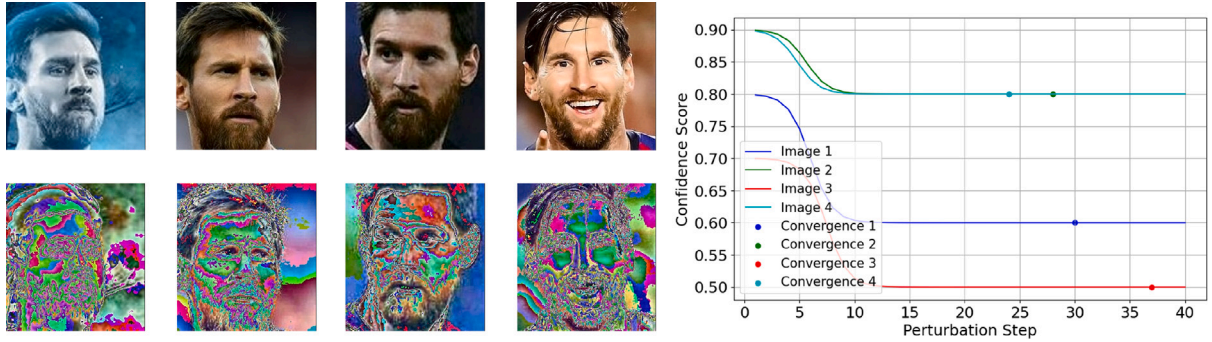 0.90
0.85
0.80
0.75
0.70
0.65
0.60
0.55
0.50
Confidence Score
Image 1
Image 2
Image 3
Image 4
Convergence 1
Convergence 2
Convergence 3
Convergence 4
0 5 10 15 20 25 30 35 40
Perturbation Step